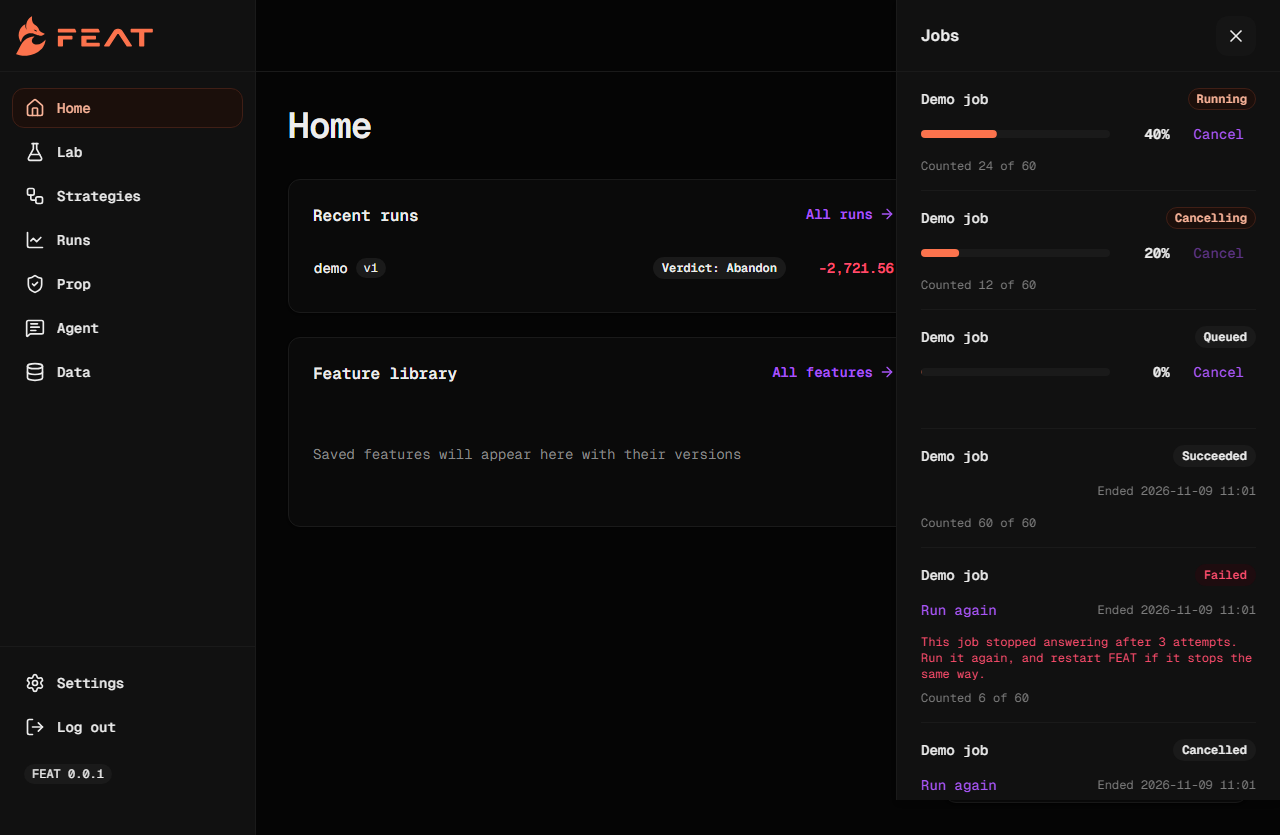 FEAT
Home
Lab
Strategies
Runs
Prop
Agent
Data
Settings
Log out
FEAT 0.0.1
Home
Recent runs
All runs →
demo v1 Verdict: Abandon -2,721.56
Feature library
All features →
Saved features will appear here with their versions
Jobs
Demo job Running
40% Cancel
Counted 24 of 60
Demo job Cancelling
20% Cancel
Counted 12 of 60
Demo job Queued
0% Cancel
Demo job Succeeded
Ended 2026-11-09 11:01
Counted 60 of 60
Demo job Failed
Run again Ended 2026-11-09 11:01
This job stopped answering after 3 attempts.
Run it again, and restart FEAT if it stops the
same way.
Counted 6 of 60
Demo job Cancelled
Run again Ended 2026-11-09 11:01